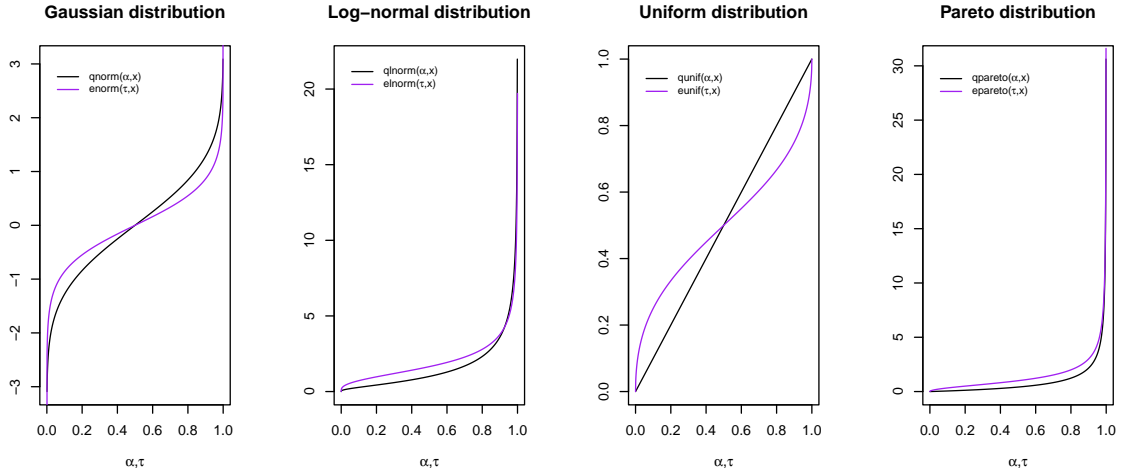 Gaussian distribution
qnorm(α,x)
enorm(τ,x)
3
2
1
0
−1
−2
−3
0.0 0.2 0.4 0.6 0.8 1.0
α,τ
Log−normal distribution
qlnorm(α,x)
elnorm(τ,x)
20
15
10
5
0
0.0 0.2 0.4 0.6 0.8 1.0
α,τ
Uniform distribution
qunif(α,x)
eunif(τ,x)
1.0
0.8
0.6
0.4
0.2
0.0
0.0 0.2 0.4 0.6 0.8 1.0
α,τ
Pareto distribution
qpareto(α,x)
epareto(τ,x)
30
25
20
15
10
5
0
0.0 0.2 0.4 0.6 0.8 1.0
α,τ